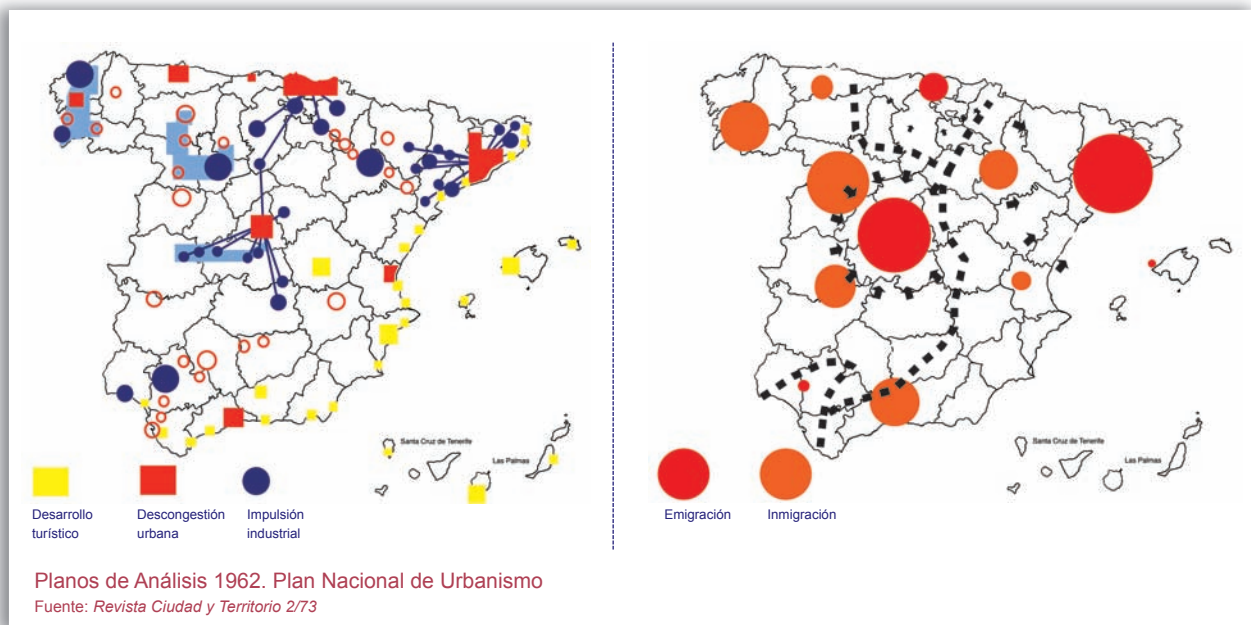 Santa Cruz de Tenerife
Las Palmas
Desarrollo
turístico
Descongestión
urbana
Impulsión
industrial
Santa Cruz de Tenerife
Las Palmas
Emigración
Inmigración
Planos de Análisis 1962. Plan Nacional de Urbanismo
Fuente: Revista Ciudad y Territorio 2/73